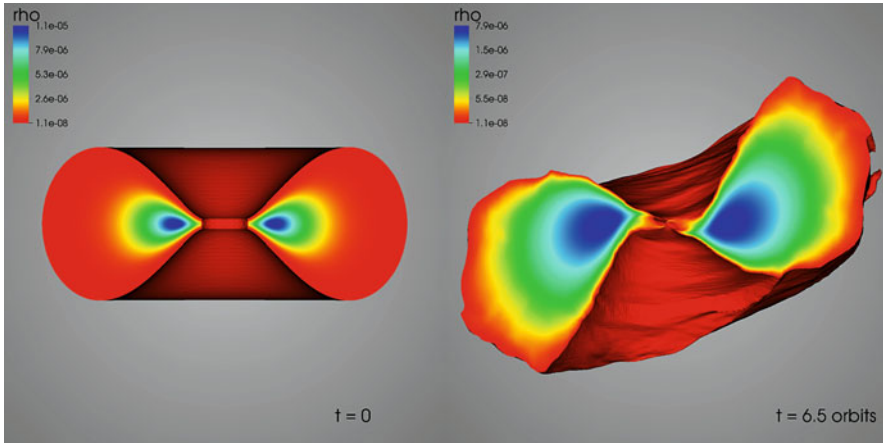 rho
1.1e-05
7.9e-06
5.3e-06
2.6e-06
1.1e-08
t = 0
rho
7.9e-06
1.5e-06
2.9e-07
5.5e-08
1.1e-08
t = 6.5 orbits